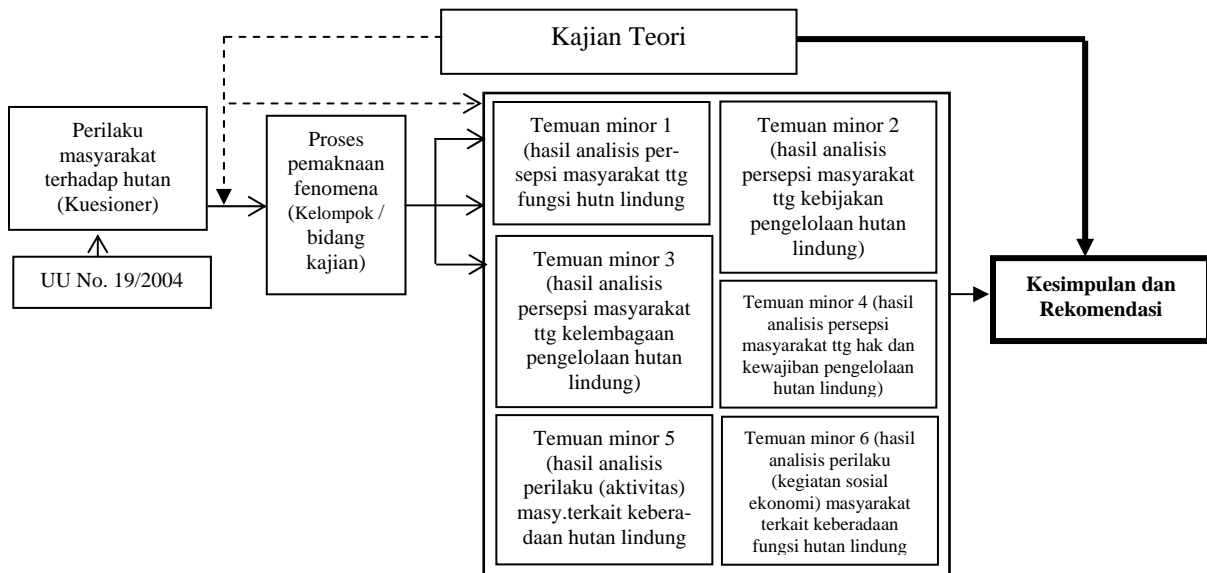 Kajian Teori
Perilaku
masyarakat
terhadap hutan
(Kuesioner)
UU No. 19/2004
Proses
pemaknaan
fenomena
(Kelompok /
bidang
kajian)
Temuan minor 1
(hasil analisis per-
sepsi masyarakat ttg
fungsi hutn lindung
Temuan minor 2
(hasil analisis
persepsi masyarakat
ttg kebijakan
pengelolaan hutan
lindung)
Temuan minor 3
(hasil analisis
persepsi masyarakat
ttg kelembagaan
pengelolaan hutan
lindung)
Temuan minor 4 (hasil
analisis persepsi
masyarakat ttg hak dan
kewajiban pengelolaan
hutan lindung)
Temuan minor 5
(hasil analisis
perilaku (aktivitas)
masy.terkait kebera-
daan hutan lindung
Temuan minor 6 (hasil
analisis perilaku
(kegiatan sosial
ekonomi) masyarakat
terkait keberadaan
fungsi hutan lindung
Kesimpulan dan
Rekomendasi